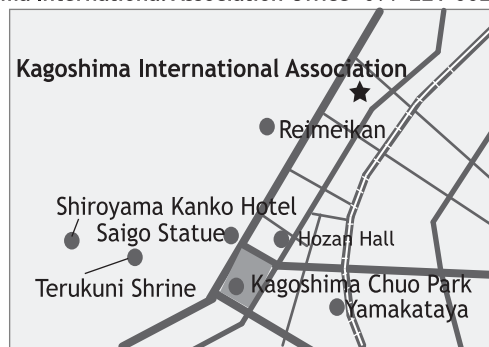 Kagoshima International Association
Reimeikan
Shiroyama Kanko Hotel
Saigo Statue
Hozan Hall
Terukuni Shrine
Kagoshima Chuo Park
Yamakataya